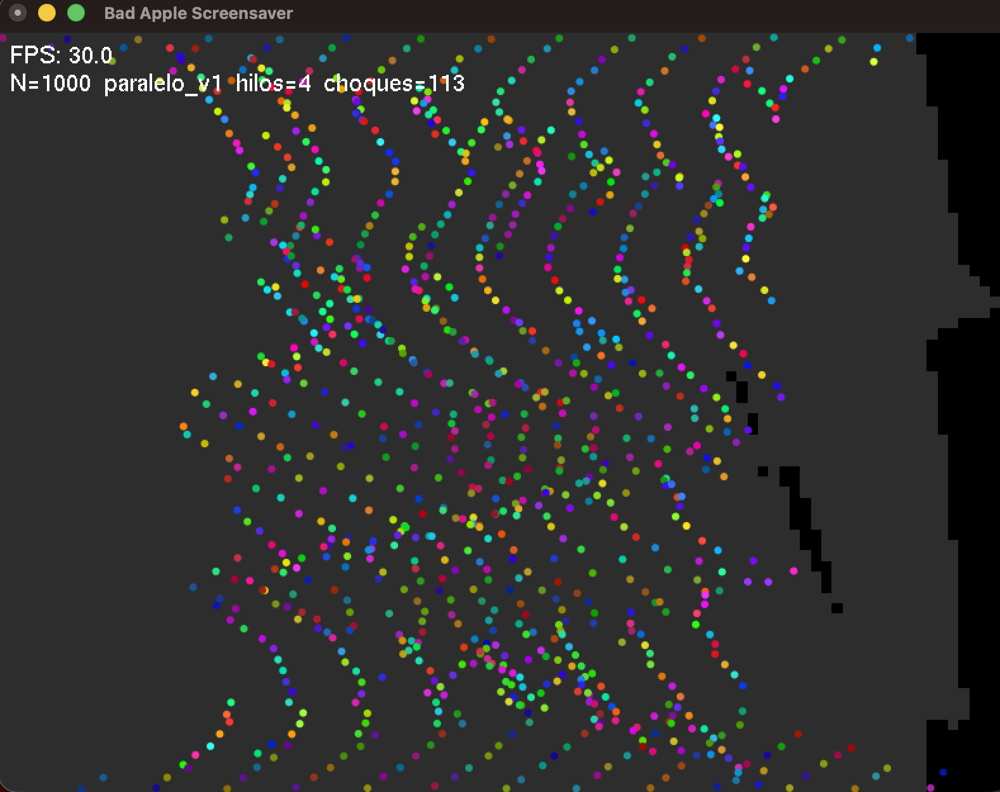 Bad Apple Screensaver
FPS: 30.0
N=1000 paralelo_v1 hilos=4 choques=113